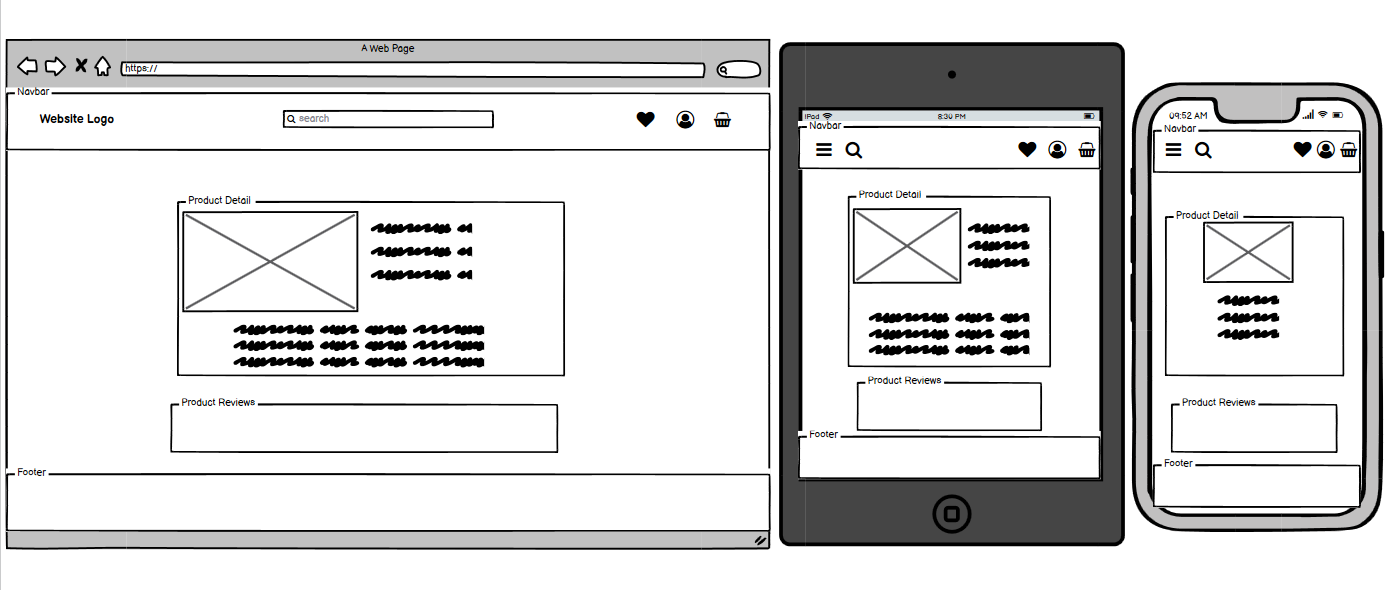 A Web Page
https://
Navbar
Website Logo
search
Product Detail
Product Reviews
Footer
iPod
8:30 PM
Navbar
Product Detail
Product Reviews
Footer
09:52 AM
Navbar
Product Detail
Product Reviews
Footer